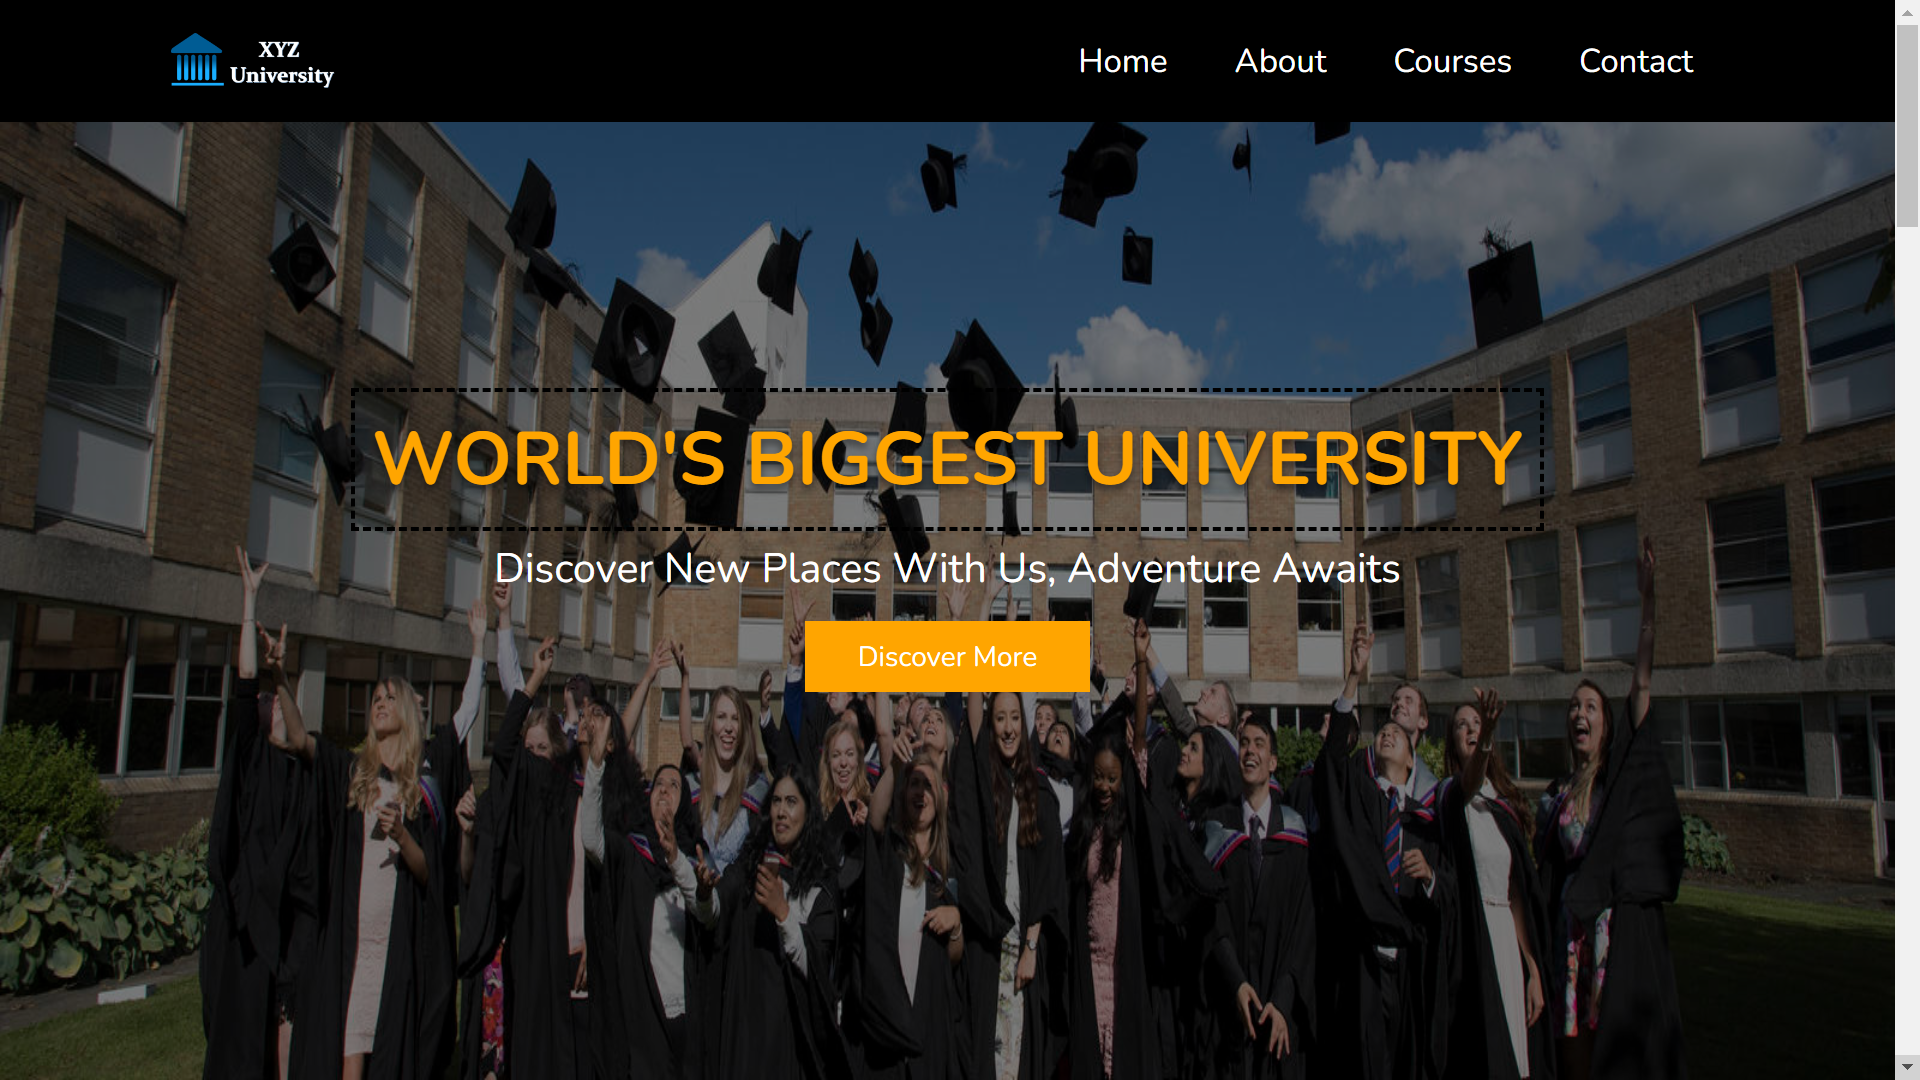 XYZ
University
Home
About
Courses
Contact
WORLD'S BIGGEST UNIVERSITY
Discover New Places With Us, Adventure Awaits
Discover More